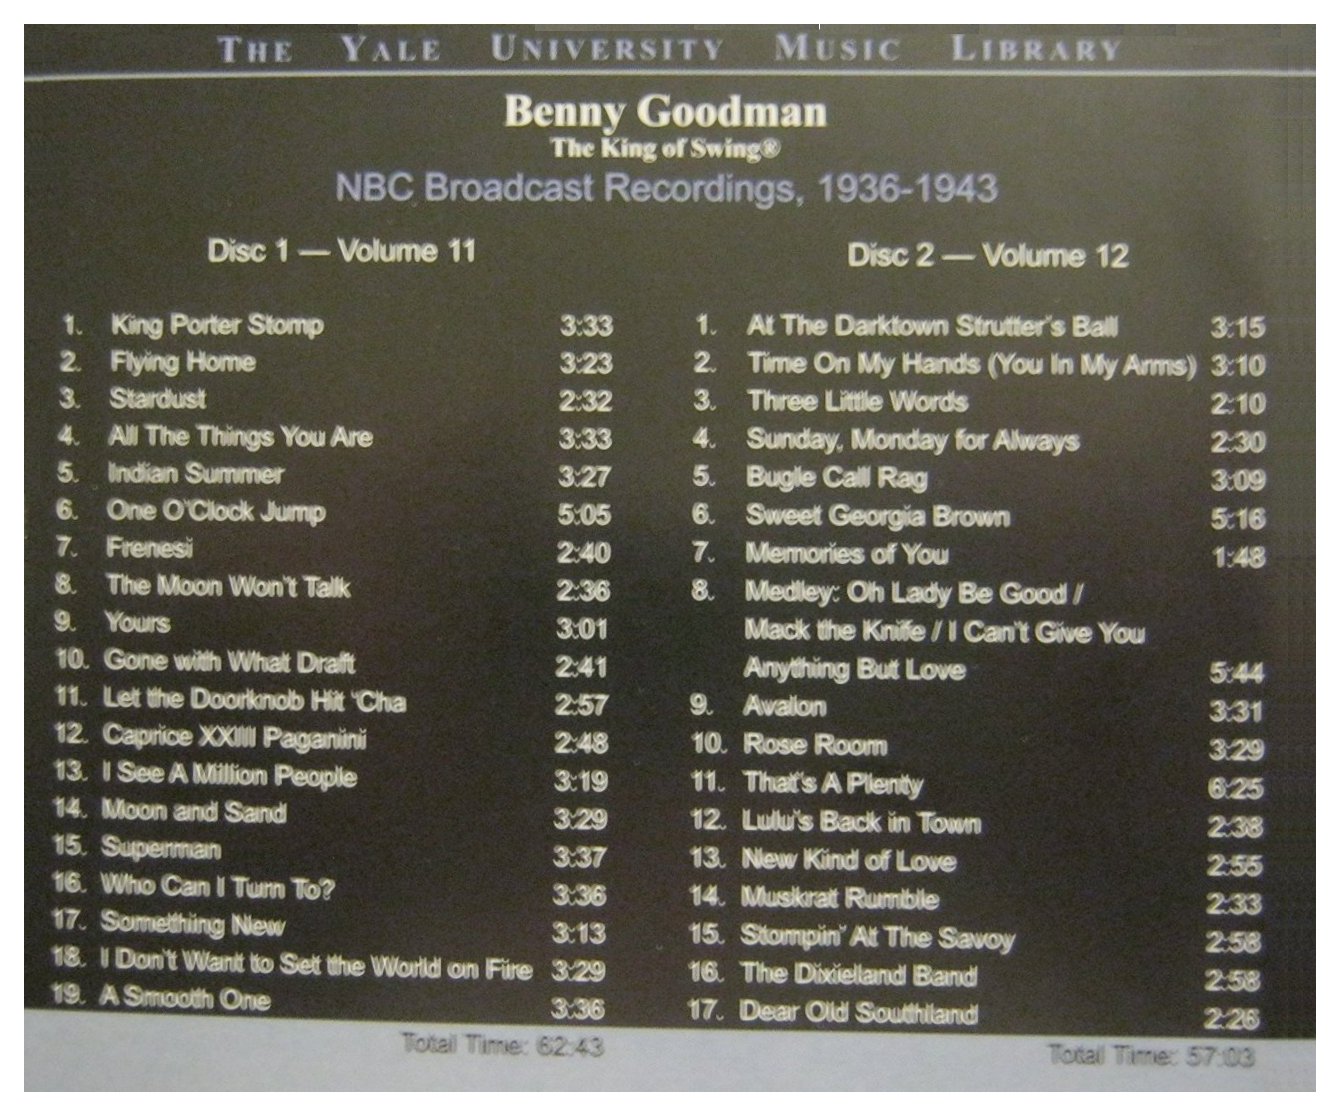 THE YALE UNIVERSITY MUSIC LIBRARY
Benny Goodman
The King of Swing®
NBC Broadcast Recordings, 1936-1943
Disc 1 — Volume 11
1. King Porter Stomp 3:33
2. Flying Home 3:23
3. Stardust 2:32
4. All The Things You Are 3:33
5. Indian Summer 3:27
6. One O'Clock Jump 5:05
7. Frenesi 2:40
8. The Moon Won't Talk 2:36
9. Yours 3:01
10. Gone with What Draft 2:41
11. Let the Doorknob Hit 'Cha 2:57
12. Caprice XXIIII Paganini 2:48
13. I See A Million People 3:19
14. Moon and Sand 3:29
15. Superman 3:37
16. Who Can I Turn To? 3:36
17. Something New 3:13
18. I Don't Want to Set the World on Fire 3:29
19. A Smooth One 3:36
Total Time: 62:43
Disc 2 — Volume 12
1. At The Darktown Strutter's Ball 3:15
2. Time On My Hands (You In My Arms) 3:10
3. Three Little Words 2:10
4. Sunday, Monday for Always 2:30
5. Bugle Call Rag 3:09
6. Sweet Georgia Brown 5:16
7. Memories of You 1:48
8. Medley: Oh Lady Be Good /
Mack the Knife / I Can't Give You
Anything But Love 5:44
9. Avalon 3:31
10. Rose Room 3:29
11. That's A Plenty 6:25
12. Lulu's Back in Town 2:38
13. New Kind of Love 2:55
14. Muskrat Rumble 2:33
15. Stompin' At The Savoy 2:58
16. The Dixieland Band 2:58
17. Dear Old Southland 2:26
Total Time: 57:03